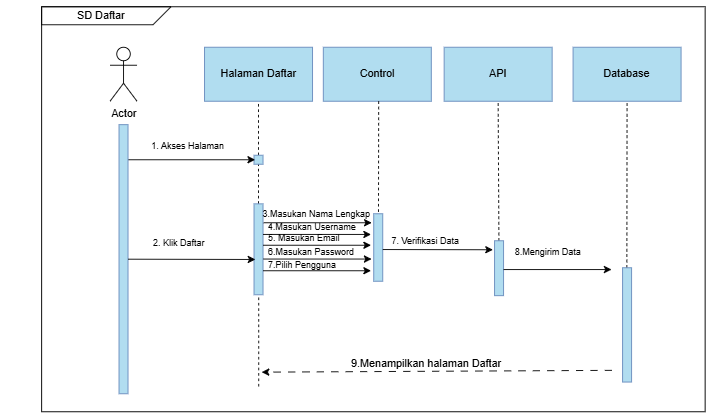 SD Daftar
Halaman Daftar
Control
API
Database
Actor
1. Akses Halaman
3.Masukan Nama Lengkap
4.Masukan Username
5. Masukan Email
6.Masukan Password
7.Pilih Pengguna
2. Klik Daftar
7. Verifikasi Data
8.Mengirim Data
9.Menampilkan halaman Daftar